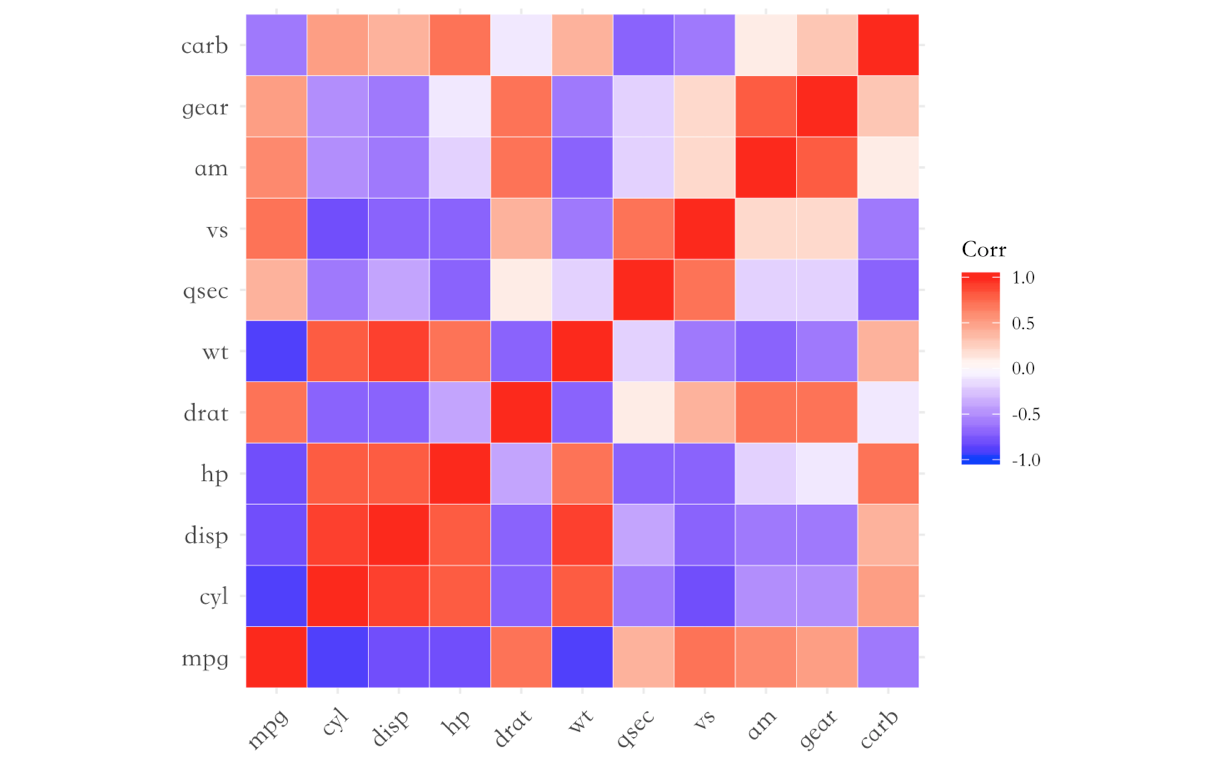 carb
gear
am
vs
qsec
wt
drat
hp
disp
cyl
mpg
mpg
cyl
disp
hp
drat
wt
qsec
vs
am
gear
carb
Corr
1.0
0.5
0.0
-0.5
-1.0